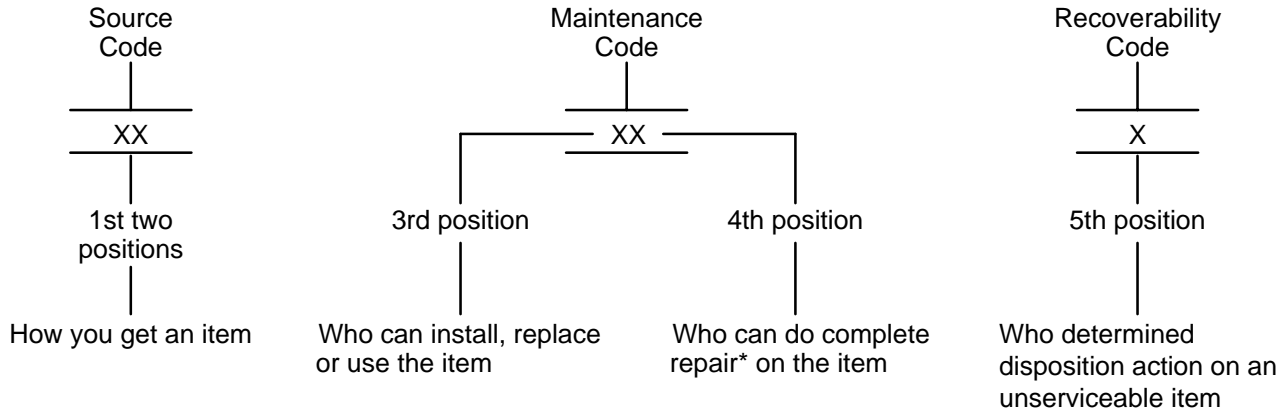 Source
Code
Maintenance
Code
Recoverability
Code
XX
XX
X
1st two
positions
3rd position
4th position
5th position
How you get an item
Who can install, replace
or use the item
Who can do complete
repair* on the item
Who determined
disposition action on an
unserviceable item